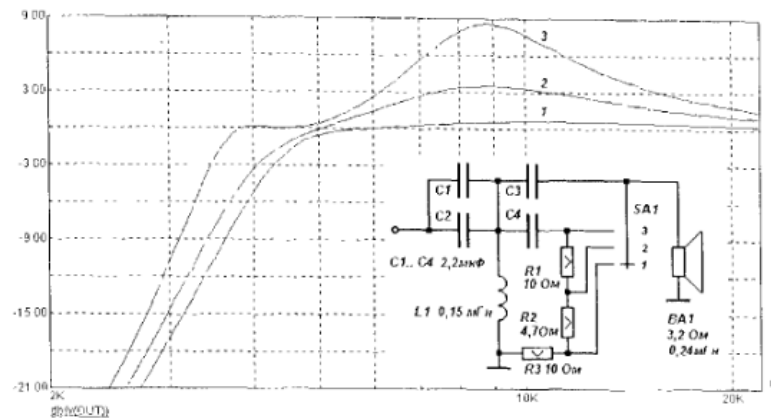 9.00
3.00
-3.00
-9.00
-15.00
-21.00
2K
10K
20K
db(v(OUT))
3
2
1
C1
C3
C2
C4
SA1
3
2
1
C1.. C4 2,2мкФ
R1
10 Ом
L1 0,15 мГн
R2
4,7Ом
R3 10 Ом
BA1
3,2 Ом
0,24мГн